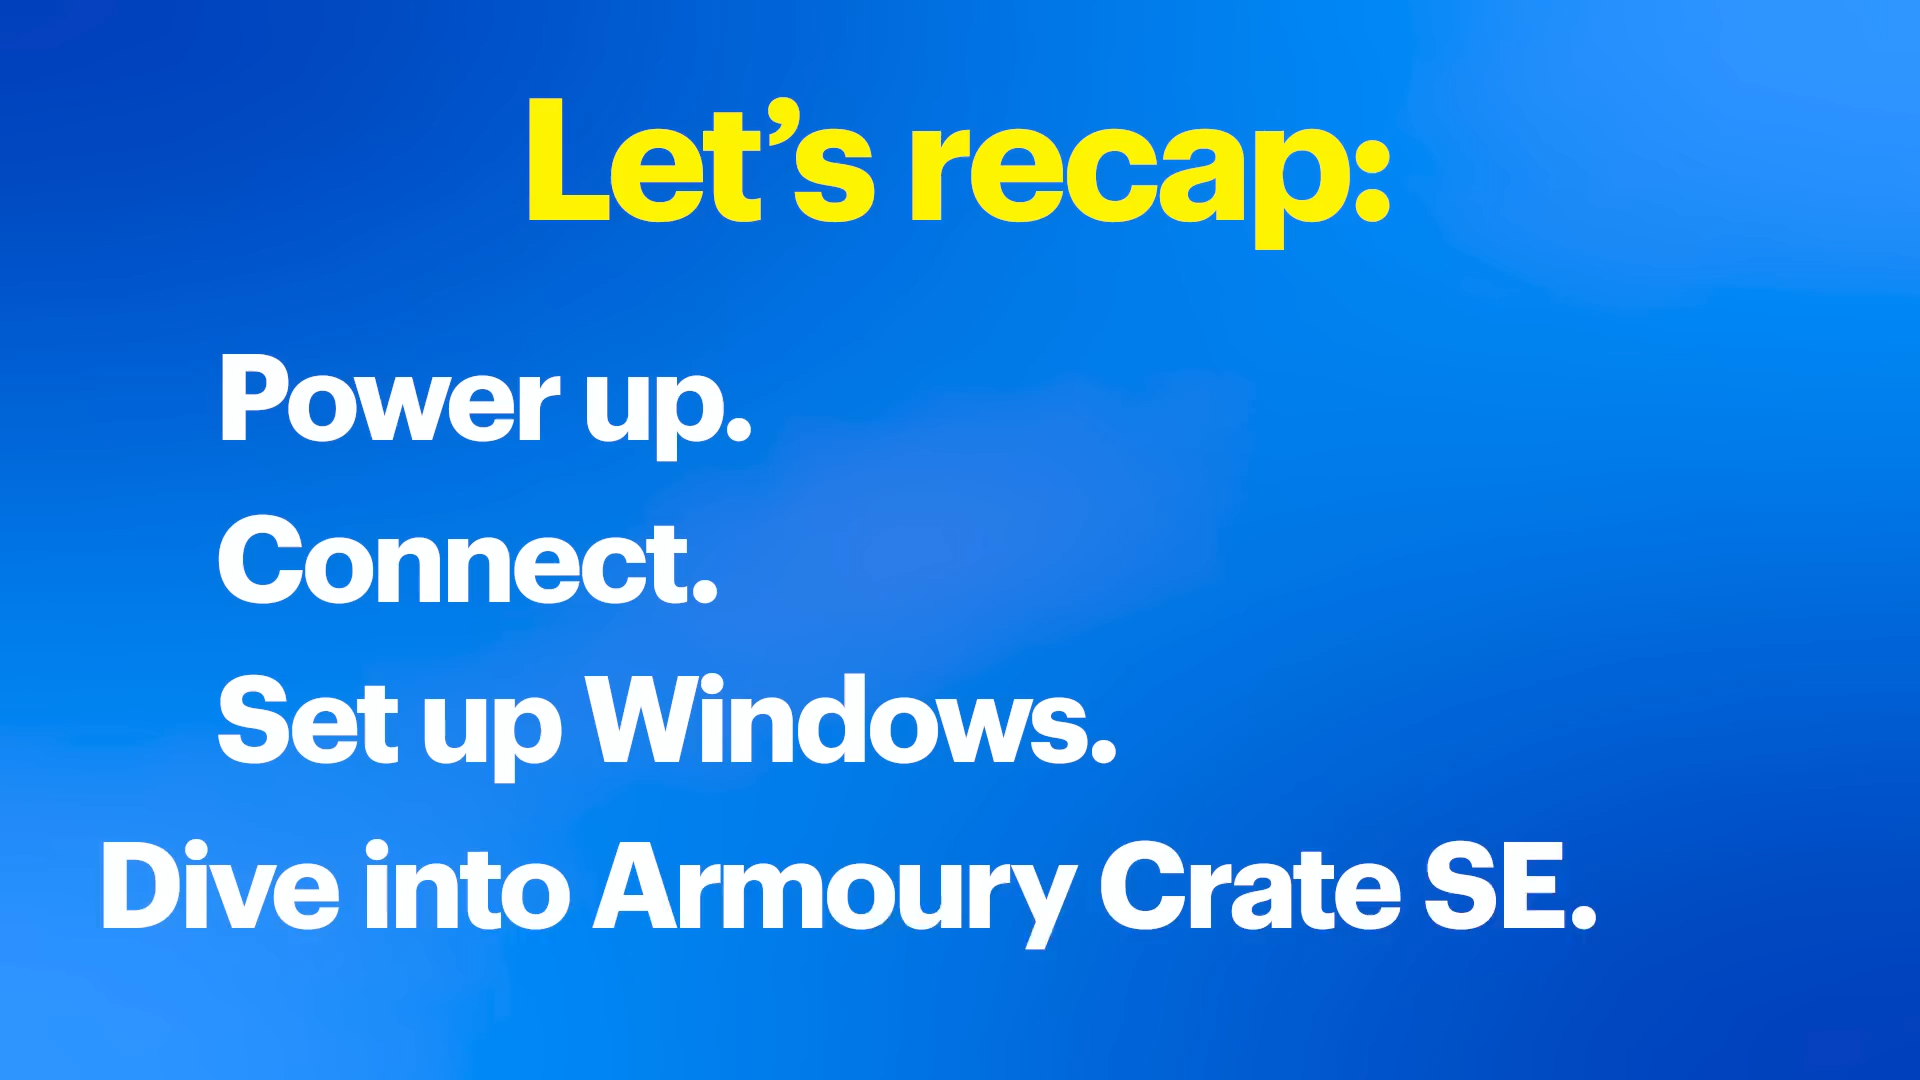 Let’s recap:
Power up.
Connect.
Set up Windows.
Dive into Armoury Crate SE.